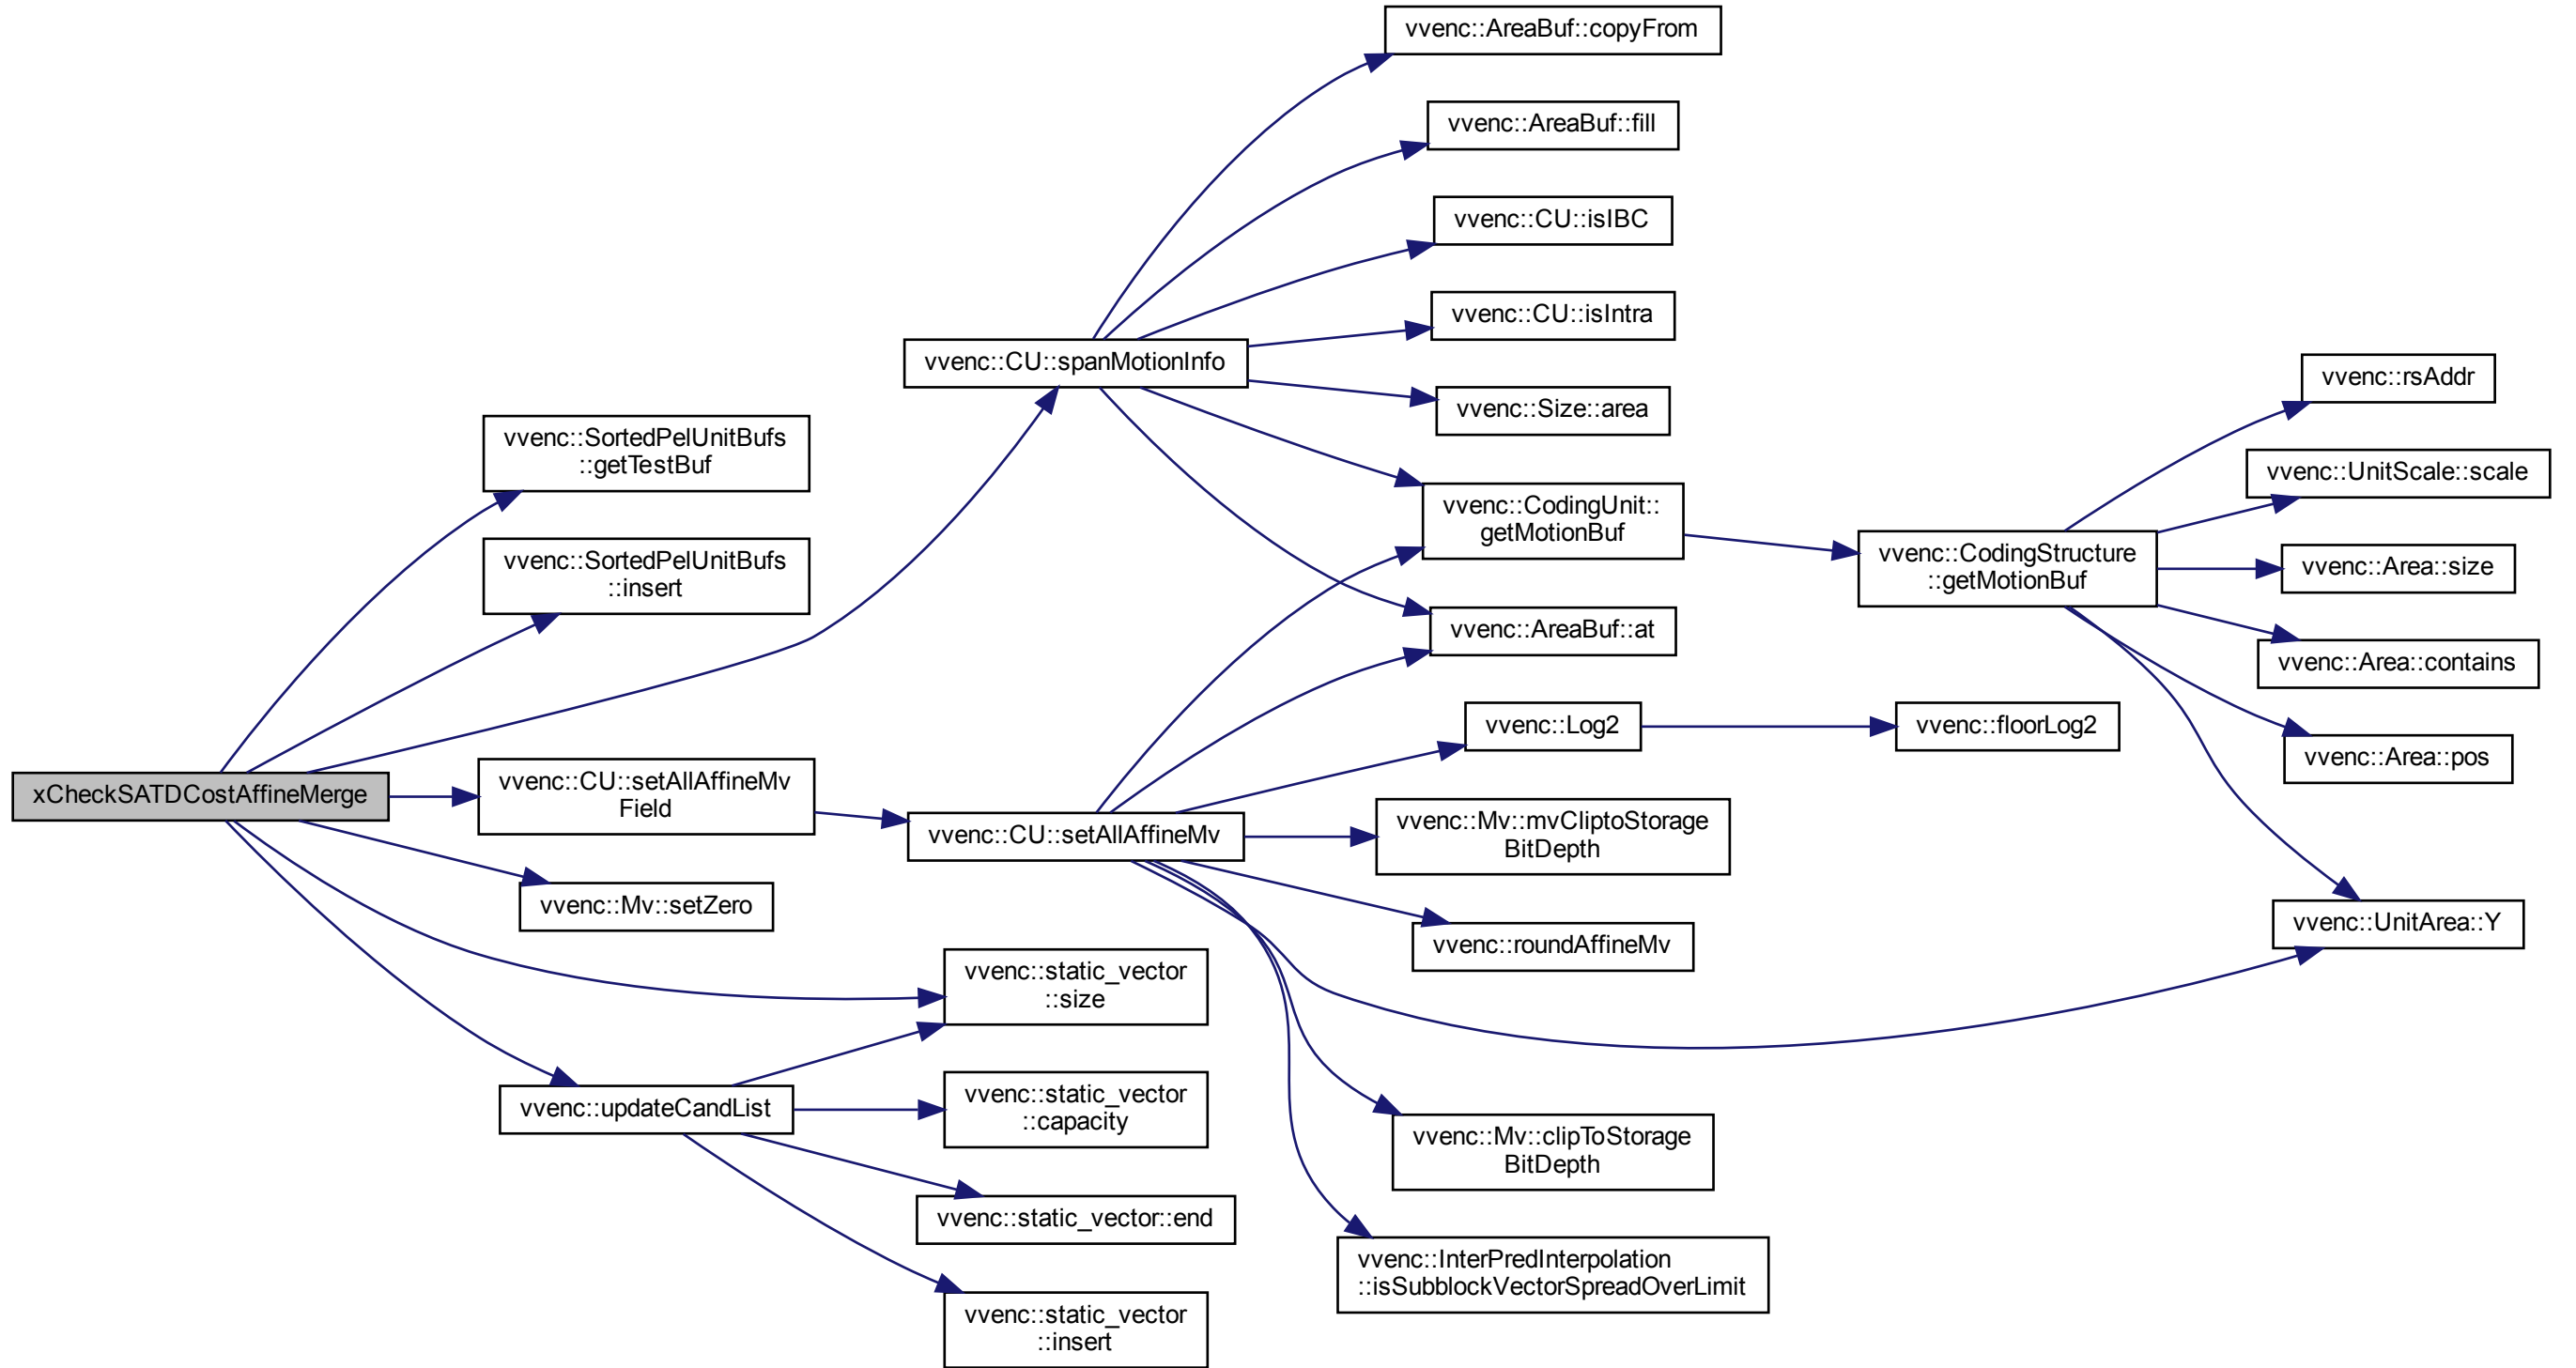 xCheckSATDCostAffineMerge
vvenc::SortedPelUnitBufs
::getTestBuf
vvenc::SortedPelUnitBufs
::insert
vvenc::CU::setAllAffineMv
Field
vvenc::Mv::setZero
vvenc::updateCandList
vvenc::CU::spanMotionInfo
vvenc::CU::setAllAffineMv
vvenc::static_vector
::size
vvenc::static_vector
::capacity
vvenc::static_vector::end
vvenc::static_vector
::insert
vvenc::AreaBuf::copyFrom
vvenc::AreaBuf::fill
vvenc::CU::isIBC
vvenc::CU::isIntra
vvenc::Size::area
vvenc::CodingUnit::
getMotionBuf
vvenc::AreaBuf::at
vvenc::Log2
vvenc::Mv::mvCliptoStorage
BitDepth
vvenc::roundAffineMv
vvenc::Mv::clipToStorage
BitDepth
vvenc::InterPredInterpolation
::isSubblockVectorSpreadOverLimit
vvenc::CodingStructure
::getMotionBuf
vvenc::floorLog2
vvenc::rsAddr
vvenc::UnitScale::scale
vvenc::Area::size
vvenc::Area::contains
vvenc::Area::pos
vvenc::UnitArea::Y